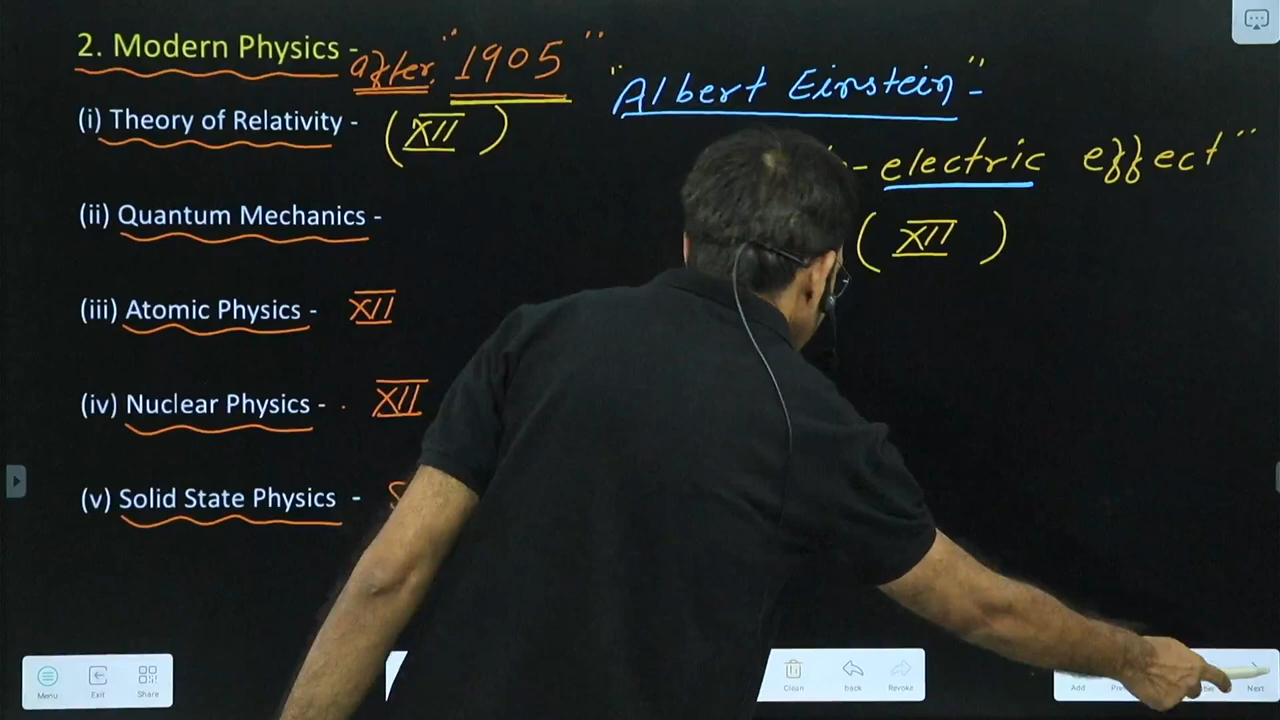 2. Modern Physics - after "1905"
"Albert Einstein" -
(i) Theory of Relativity - (XII)
- electric effect"
(XII)
(ii) Quantum Mechanics -
(iii) Atomic Physics - XII
(iv) Nuclear Physics - XII
(v) Solid State Physics -
Menu Exit Share Clean back Revoke Add Next